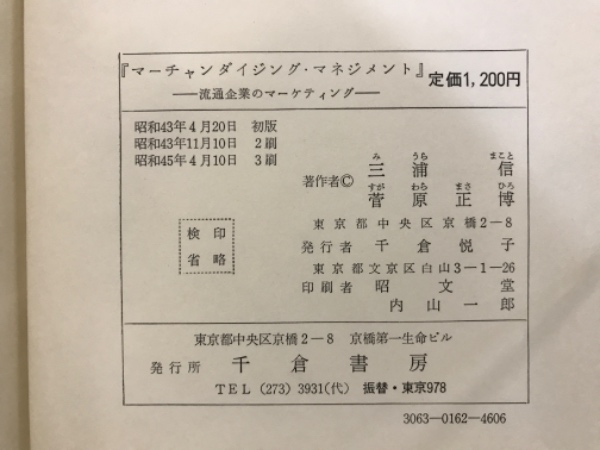 『マーチャンダイジング・マネジメント』 定価1,200円
――流通企業のマーケティング――
昭和43年4月20日 初版
昭和43年11月10日 2刷
昭和45年4月10日 3刷
み うら まこと
著作者© 三浦 信
すが わら まさ ひろ
菅原正博
東京都中央区京橋2−8
発行者 千倉悦子
東京都文京区白山3−1−26
印刷者 昭文堂
内山一郎
検印
省略
東京都中央区京橋2−8 京橋第一生命ビル
発行所 千倉書房
TEL (273) 3931(代) 振替・東京978
3063―0162―4606